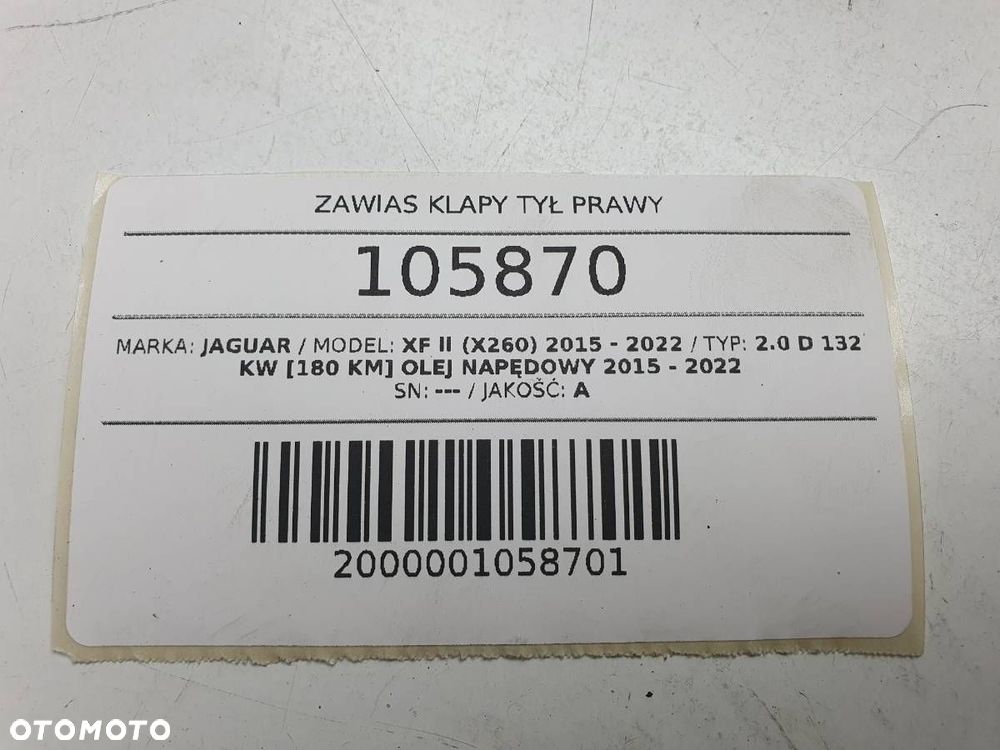 ZAWIAS KLAPY TYŁ PRAWY
105870
MARKA: JAGUAR / MODEL: XF II (X260) 2015 - 2022 / TYP: 2.0 D 132
KW [180 KM] OLEJ NAPĘDOWY 2015 - 2022
SN: --- / JAKOŚĆ: A
2000001058701
OTOMOTO